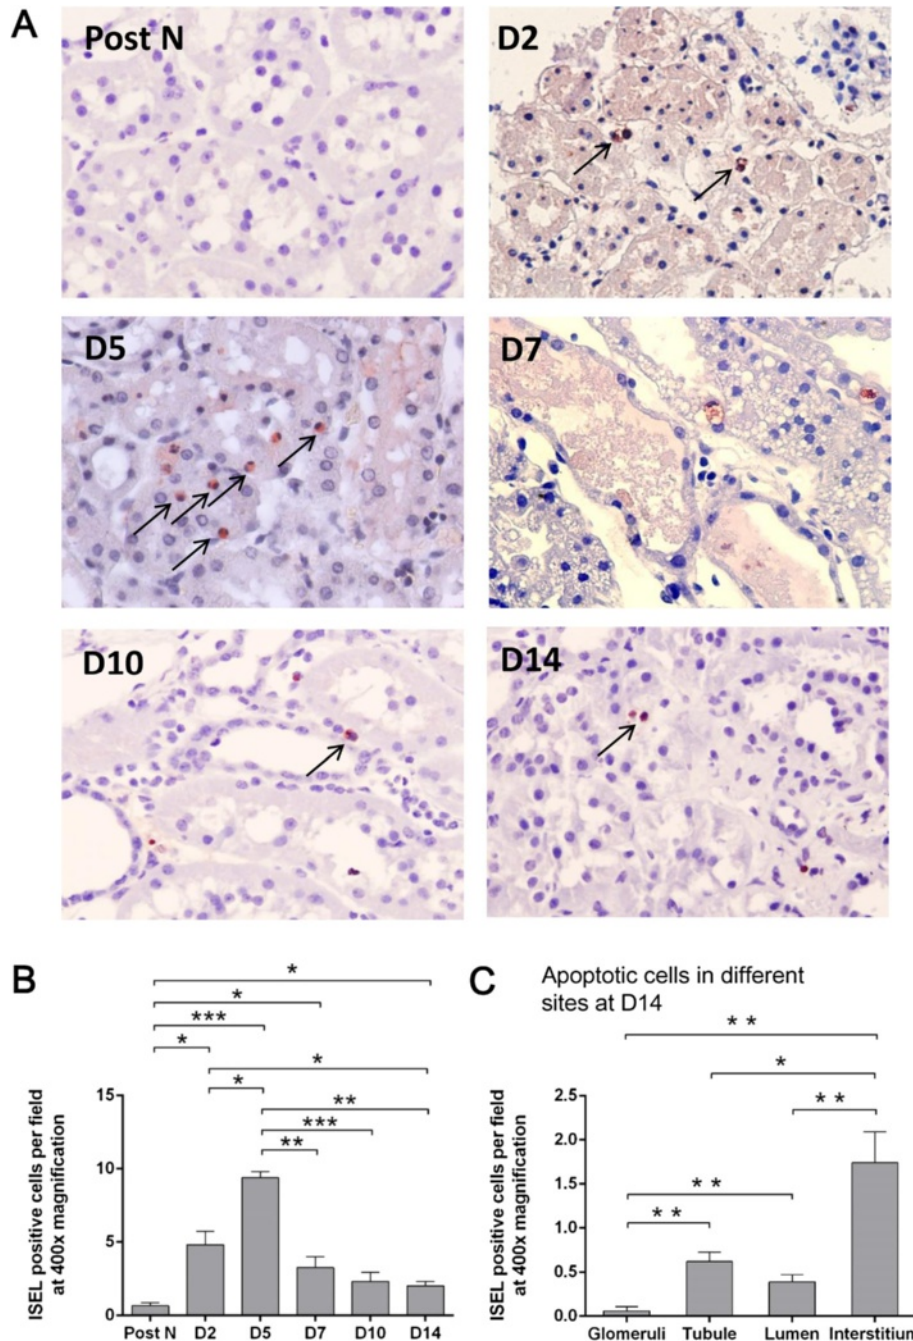 A
Post N
D2
D5
D7
D10
D14
B
*
*
***
*
*
*
**
***
**
ISEL positive cells per field
at 400x magnification
15
10
5
0
Post N D2 D5 D7 D10 D14
C
Apoptotic cells in different
sites at D14
* *
*
* *
* *
* *
ISEL positive cells per field
at 400x magnification
2.5
2.0
1.5
1.0
0.5
0.0
Glomeruli Tubule Lumen Interstitium